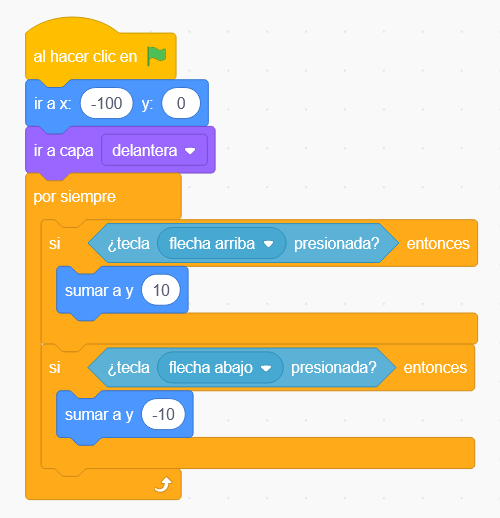 al hacer clic en
ir a x: -100 y: 0
ir a capa delantera
por siempre
si ¿tecla flecha arriba presionada? entonces
sumar a y 10
si ¿tecla flecha abajo presionada? entonces
sumar a y -10